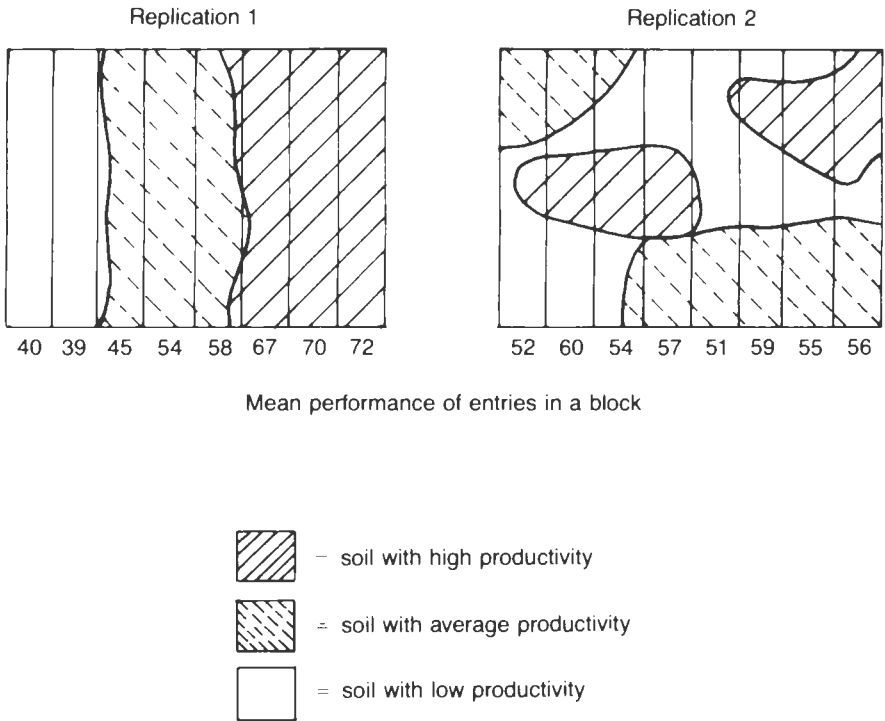 Replication 1 Replication 2
40 39 45 54 58 67 70 72 52 60 54 57 51 59 55 56
Mean performance of entries in a block
– soil with high productivity
= soil with average productivity
= soil with low productivity